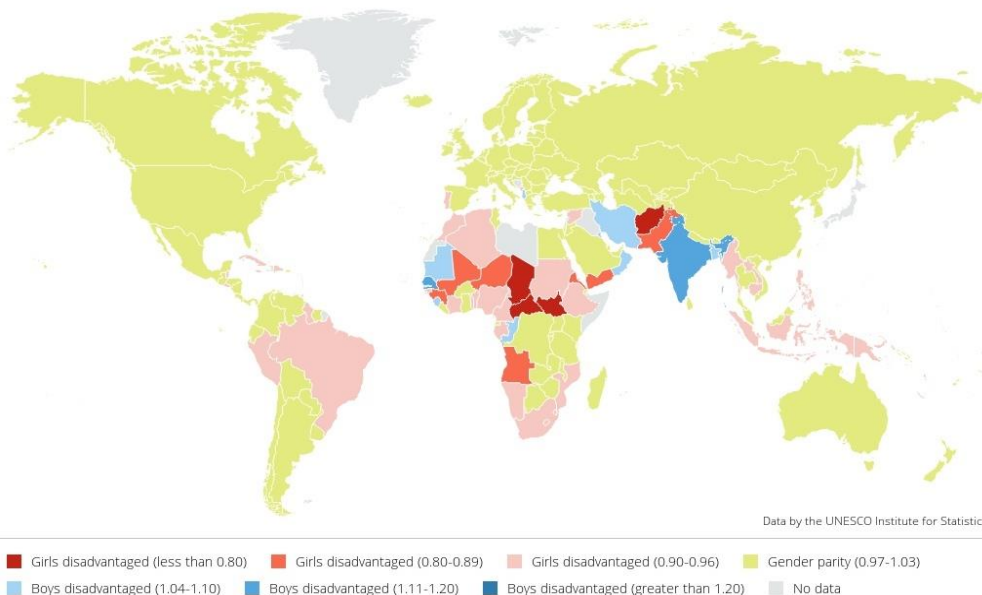 Data by the UNESCO Institute for Statistic
Girls disadvantaged (less than 0.80) Girls disadvantaged (0.80-0.89) Girls disadvantaged (0.90-0.96) Gender parity (0.97-1.03)
Boys disadvantaged (1.04-1.10) Boys disadvantaged (1.11-1.20) Boys disadvantaged (greater than 1.20) No data